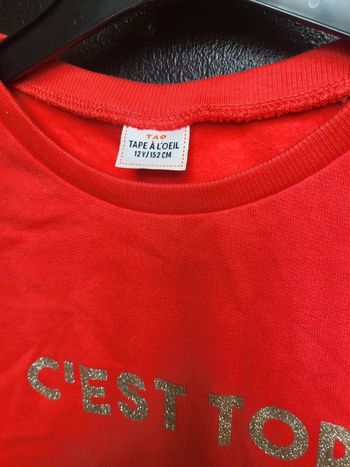 TAO
TAPE À L'OEIL
12Y/152 CM
C'EST TOP